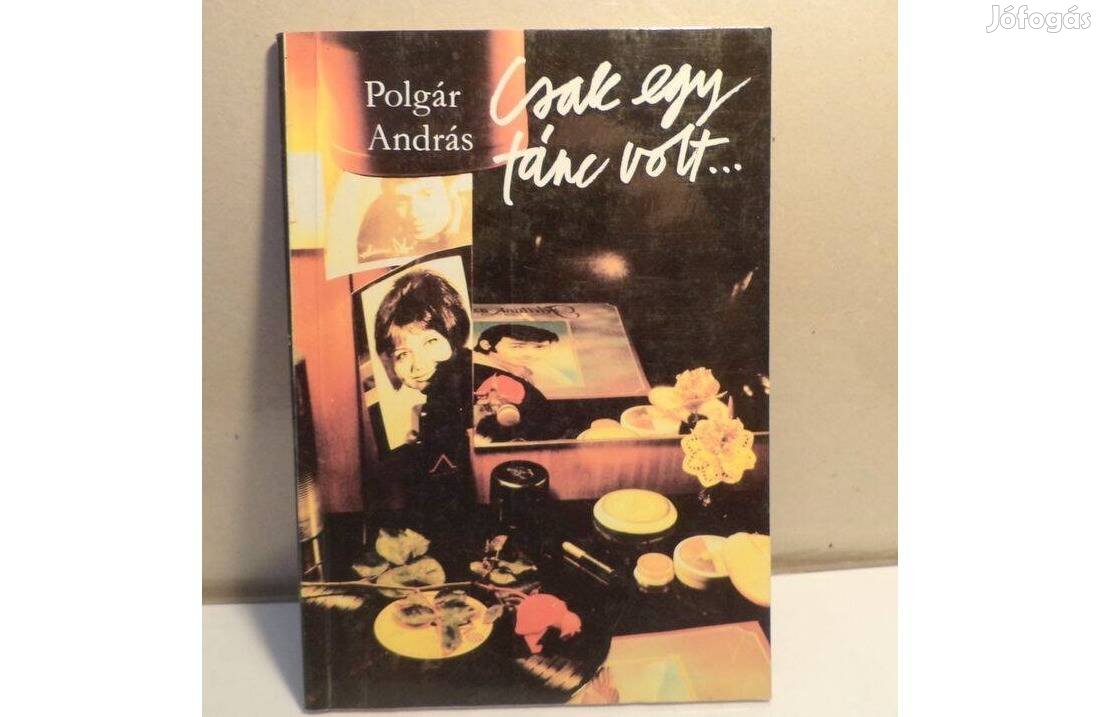 Jófogás
Polgár
András
Csak egy
tánc volt...